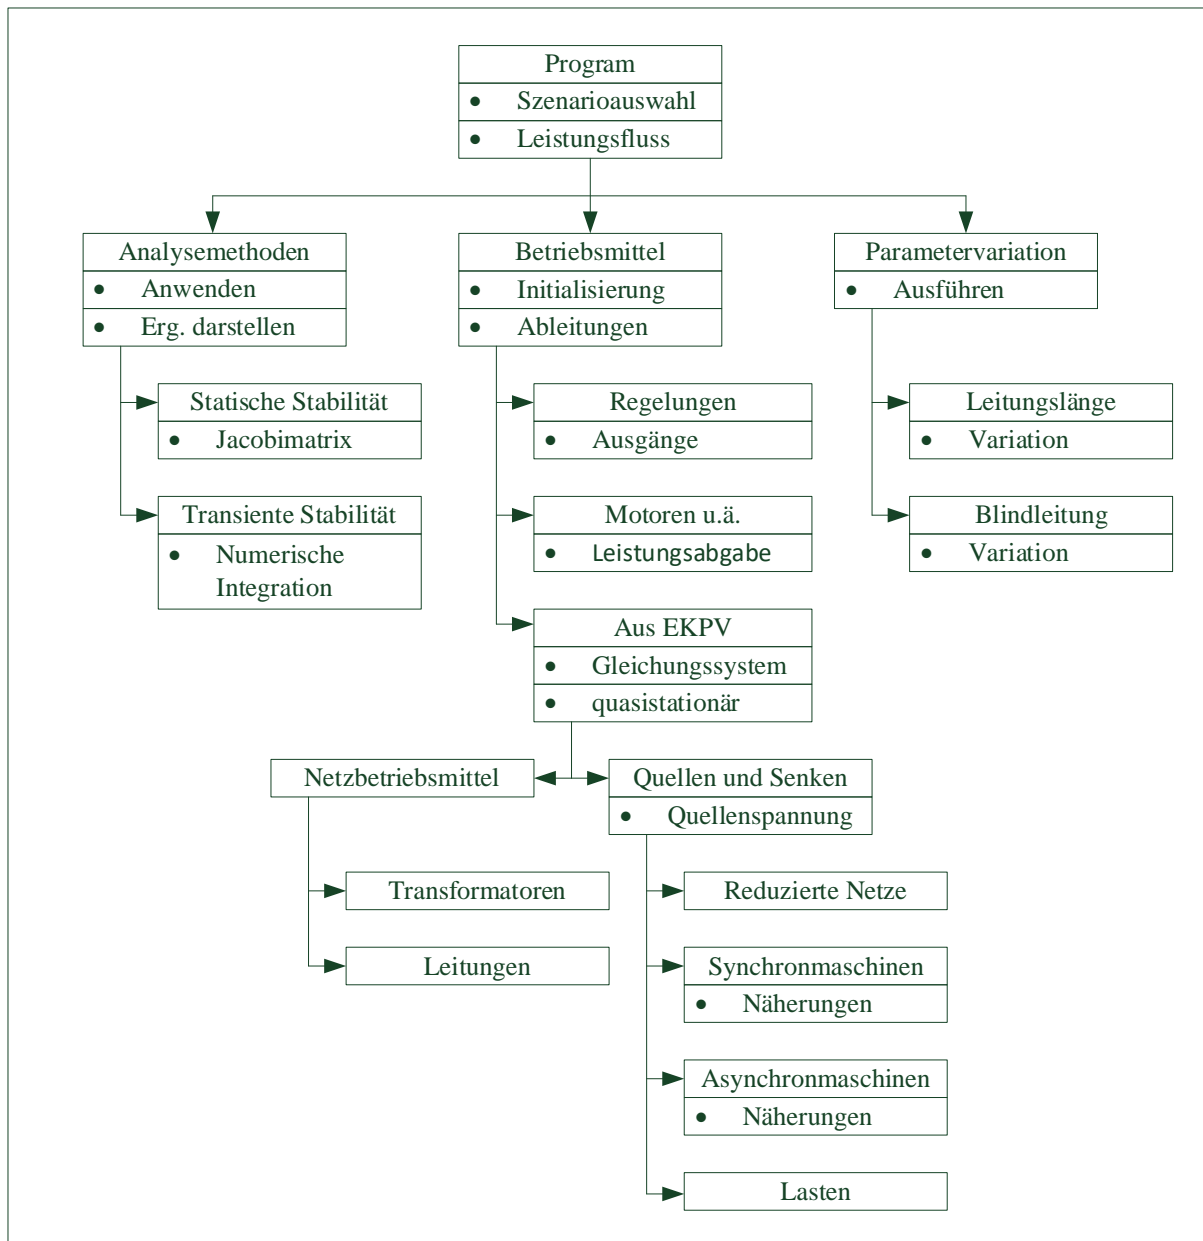 Program
• Szenarioauswahl
• Leistungsfluss
Analysemethoden
• Anwenden
• Erg. darstellen
Betriebsmittel
• Initialisierung
• Ableitungen
Parametervariation
• Ausführen
Statische Stabilität
• Jacobimatrix
Transiente Stabilität
• Numerische
Integration
Regelungen
• Ausgänge
Motoren u.ä.
• Leistungsabgabe
Aus EKPV
• Gleichungssystem
• quasistationär
Leitungslänge
• Variation
Blindleitung
• Variation
Netzbetriebsmittel
Transformatoren
Leitungen
Quellen und Senken
• Quellenspannung
Reduzierte Netze
Synchronmaschinen
• Näherungen
Asynchronmaschinen
• Näherungen
Lasten